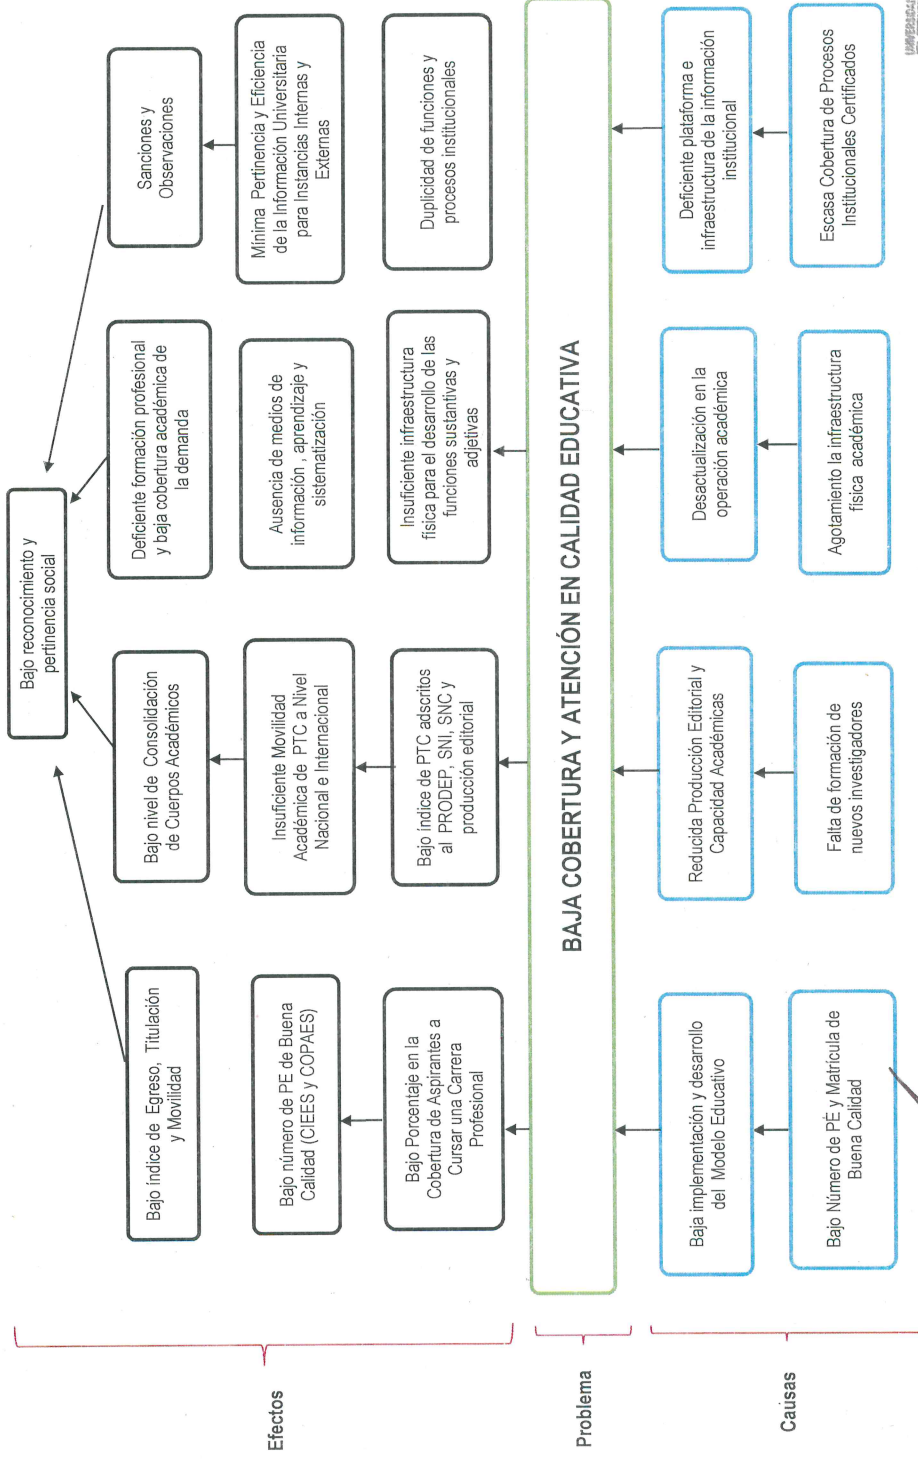 Efectos
Bajo reconocimiento y
pertinencia social
Bajo índice de Egreso, Titulación
y Movilidad
Bajo nivel de Consolidación
de Cuerpos Académicos
Deficiente formación profesional
y baja cobertura académica de
la demanda
Sanciones y
Observaciones
Bajo número de PE de Buena
Calidad (CIEES y COPAES)
Insuficiente Movilidad
Académica de PTC a Nivel
Nacional e Internacional
Ausencia de medios de
información , aprendizaje y
sistematización
Mínima Pertinencia y Eficiencia
de la Información Universitaria
para Instancias Internas y
Externas
Bajo Porcentaje en la
Cobertura de Aspirantes a
Cursar una Carrera
Profesional
Bajo índice de PTC adscritos
al PRODEP, SNI, SNC y
producción editorial
Insuficiente infraestructura
física para el desarrollo de las
funciones sustantivas y
adjetivas
Duplicidad de funciones y
procesos institucionales
Problema
BAJA COBERTURA Y ATENCIÓN EN CALIDAD EDUCATIVA
Causas
Baja implementación y desarrollo
del Modelo Educativo
Reducida Producción Editorial y
Capacidad Académicas
Desactualización en la
operación académica
Deficiente plataforma e
infraestructura de la información
institucional
Bajo Número de PE y Matrícula de
Buena Calidad
Falta de formación de
nuevos investigadores
Agotamiento la infraestructura
física académica
Escasa Cobertura de Procesos
Institucionales Certificados